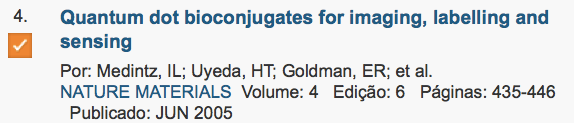 4. Quantum dot bioconjugates for imaging, labelling and
sensing
Por: Medintz, IL; Uyeda, HT; Goldman, ER; et al.
NATURE MATERIALS Volume: 4 Edição: 6 Páginas: 435-446
Publicado: JUN 2005